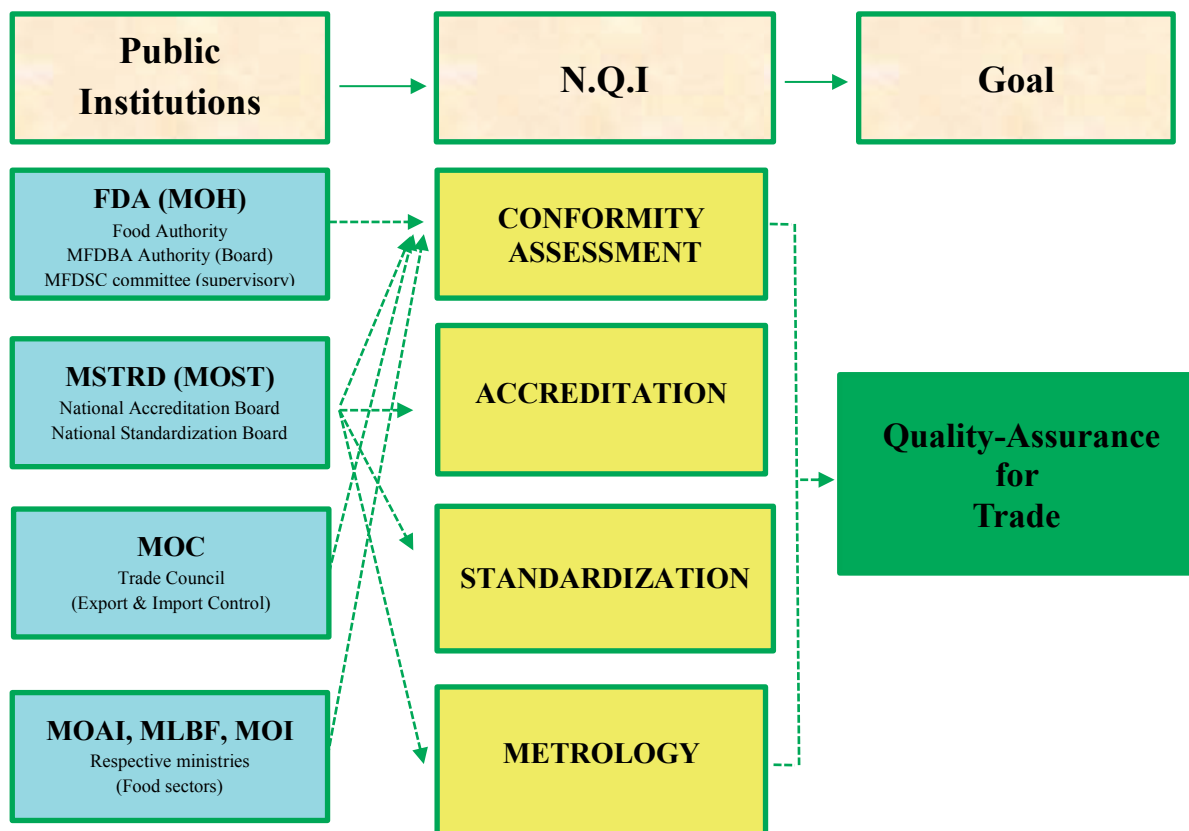 Public
Institutions
N.Q.I
Goal
FDA (MOH)
Food Authority
MFDBA Authority (Board)
MFDSC committee (supervisory)
CONFORMITY
ASSESSMENT
MSTRD (MOST)
National Accreditation Board
National Standardization Board
ACCREDITATION
Quality-Assurance
for
Trade
MOC
Trade Council
(Export & Import Control)
STANDARDIZATION
MOAI, MLBF, MOI
Respective ministries
(Food sectors)
METROLOGY